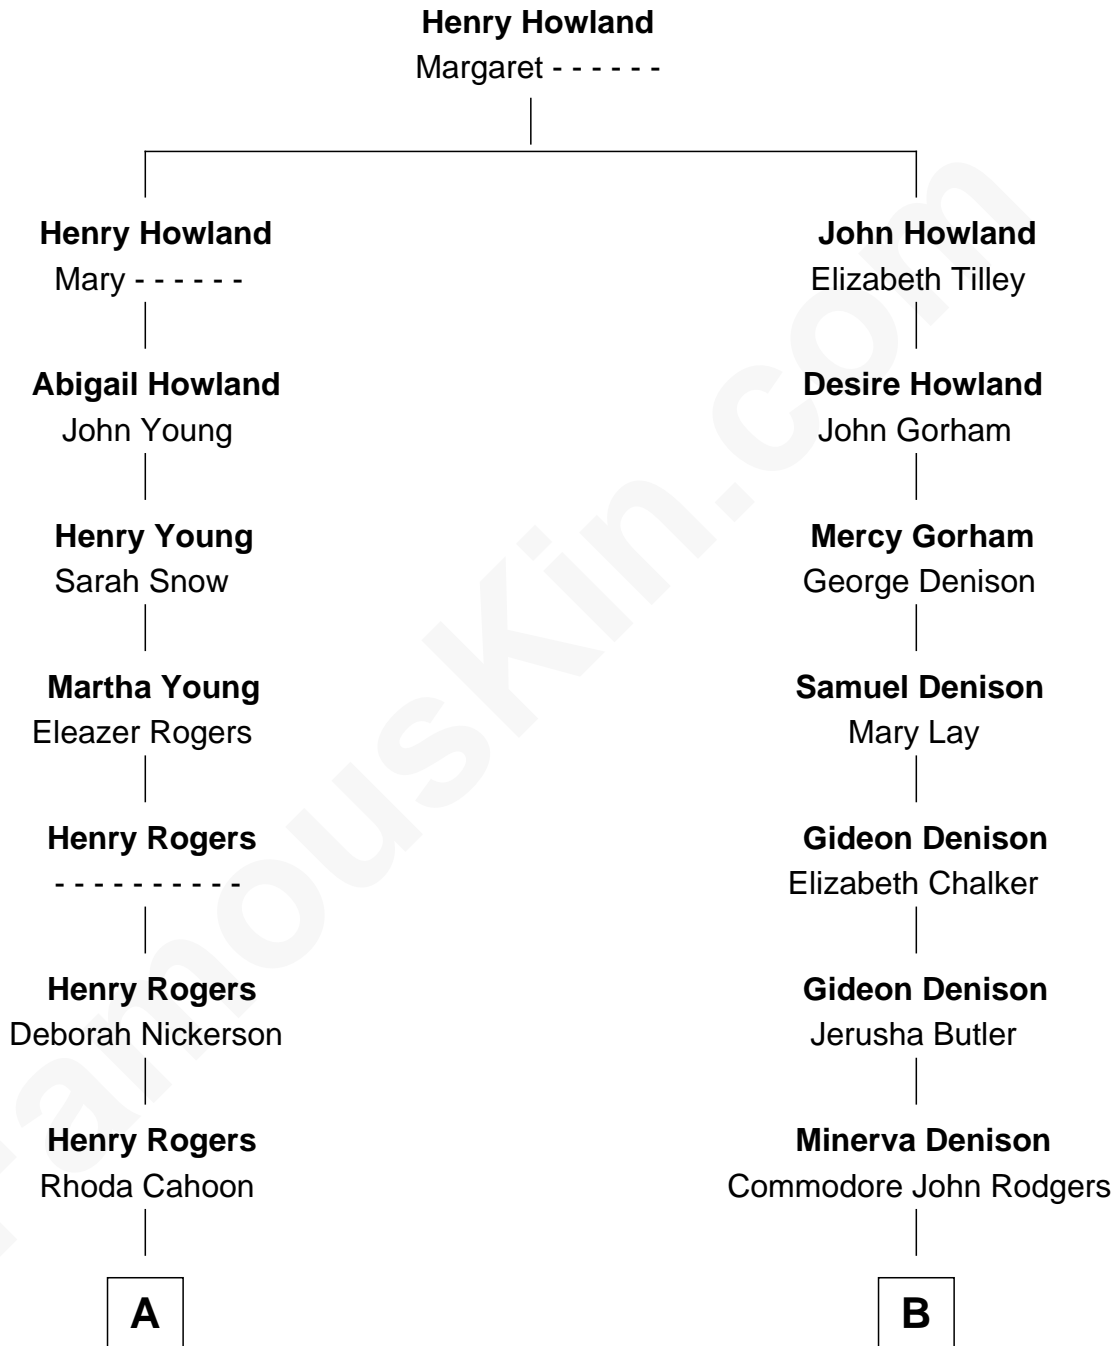 Henry Howland
Margaret - - - - - -
Henry Howland
Mary - - - - - -
John Howland
Elizabeth Tilley
Abigail Howland
John Young
Desire Howland
John Gorham
Henry Young
Sarah Snow
Mercy Gorham
George Denison
Martha Young
Eleazer Rogers
Samuel Denison
Mary Lay
Henry Rogers
- - - - - - - - - -
Gideon Denison
Elizabeth Chalker
Henry Rogers
Deborah Nickerson
Gideon Denison
Jerusha Butler
Henry Rogers
Rhoda Cahoon
Minerva Denison
Commodore John Rodgers
A
B
FamousKin.com